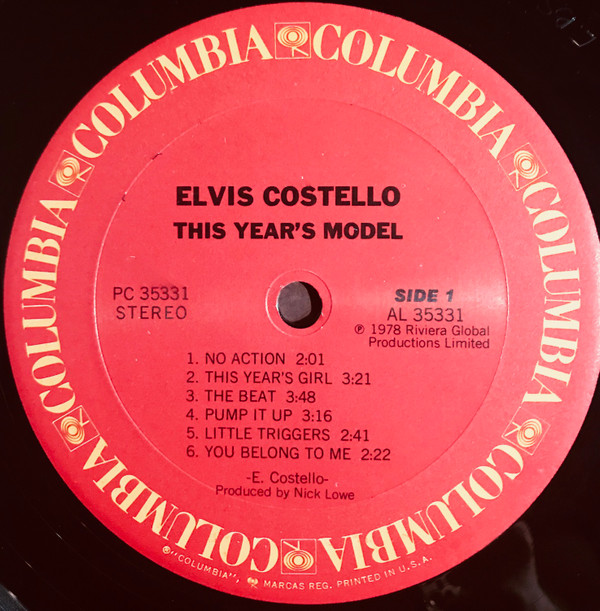 COLUMBIA COLUMBIA COLUMBIA COLUMBIA COLUMBIA COLUMBIA COLUMBIA
ELVIS COSTELLO
THIS YEAR'S MODEL
PC 35331
STEREO
SIDE 1
AL 35331
℗ 1978 Riviera Global
Productions Limited
1. NO ACTION 2:01
2. THIS YEAR'S GIRL 3:21
3. THE BEAT 3:48
4. PUMP IT UP 3:16
5. LITTLE TRIGGERS 2:41
6. YOU BELONG TO ME 2:22
-E. Costello-
Produced by Nick Lowe
®"COLUMBIA", MARCAS REG. PRINTED IN U.S.A.